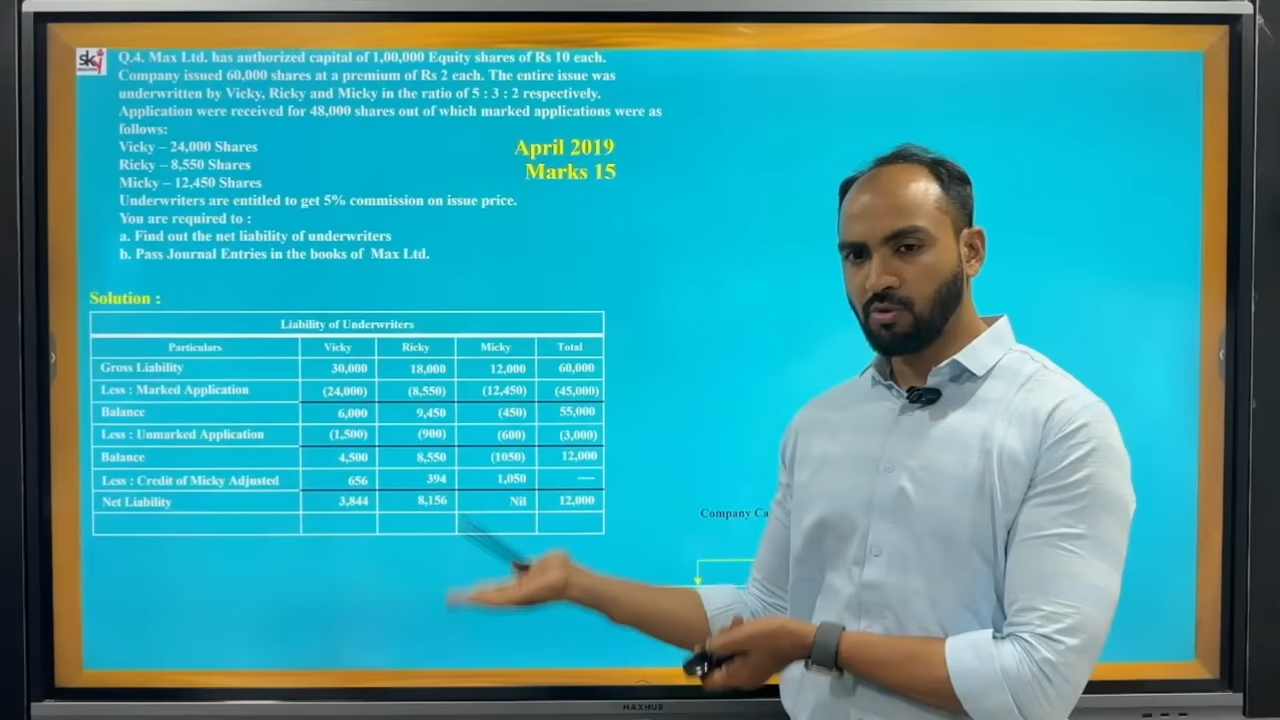 sky
Q.4. Max Ltd. has authorized capital of 1,00,000 Equity shares of Rs 10 each.
Company issued 60,000 shares at a premium of Rs 2 each. The entire issue was
underwritten by Vicky, Ricky and Micky in the ratio of 5 : 3 : 2 respectively.
Application were received for 48,000 shares out of which marked applications were as
follows:
Vicky – 24,000 Shares
Ricky – 8,550 Shares
Micky – 12,450 Shares
April 2019
Marks 15
Underwriters are entitled to get 5% commission on issue price.
You are required to :
a. Find out the net liability of underwriters
b. Pass Journal Entries in the books of Max Ltd.
Solution :
Liability of Underwriters
Particulars Vicky Ricky Micky Total
Gross Liability 30,000 18,000 12,000 60,000
Less : Marked Application (24,000) (8,550) (12,450) (45,000)
Balance 6,000 9,450 (450) 55,000
Less : Unmarked Application (1,500) (900) (600) (3,000)
Balance 4,500 8,550 (1050) 12,000
Less : Credit of Micky Adjusted 656 394 1,050 ----
Net Liability 3,844 8,156 Nil 12,000
Company Ca
MAXHUB